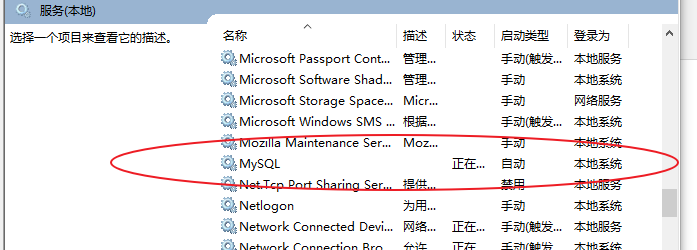 服务(本地)
选择一个项目来查看它的描述。
名称 描述 状态 启动类型 登录为
Microsoft Passport Cont... 管理... 手动(触发... 本地服务
Microsoft Software Shad... 管理... 手动 本地系统
Microsoft Storage Space... Micr... 手动 网络服务
Microsoft Windows SMS ... 根据... 手动(触发... 本地系统
Mozilla Maintenance Ser... Moz... 手动 本地系统
MySQL 正在... 自动 本地系统
Net.Tcp Port Sharing Ser... 提供... 禁用 本地服务
Netlogon 为用... 手动 本地系统
Network Connected Devi... 网络... 正在... 手动(触发... 本地服务
Network Connection Bro... 允许... 正在... 手动(触发... 本地系统